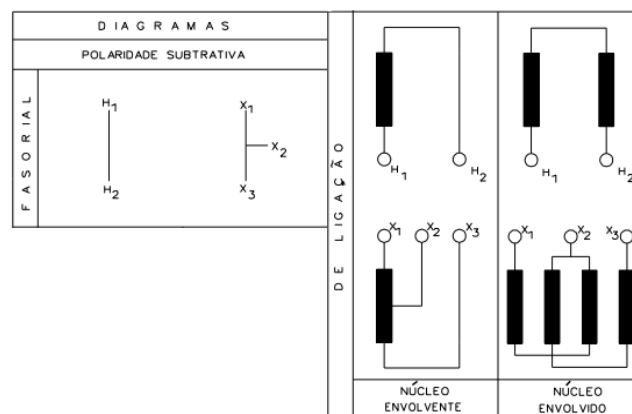 DIAGRAMAS
POLARIDADE SUBTRATIVA
FASORIAL
H1
H2
X1
X2
X3
DE LIGAÇÃO
H1
H2
X1
X2
X3
NÚCLEO
ENVOLVENTE
H1
H2
X1
X2
X3
NÚCLEO
ENVOLVIDO